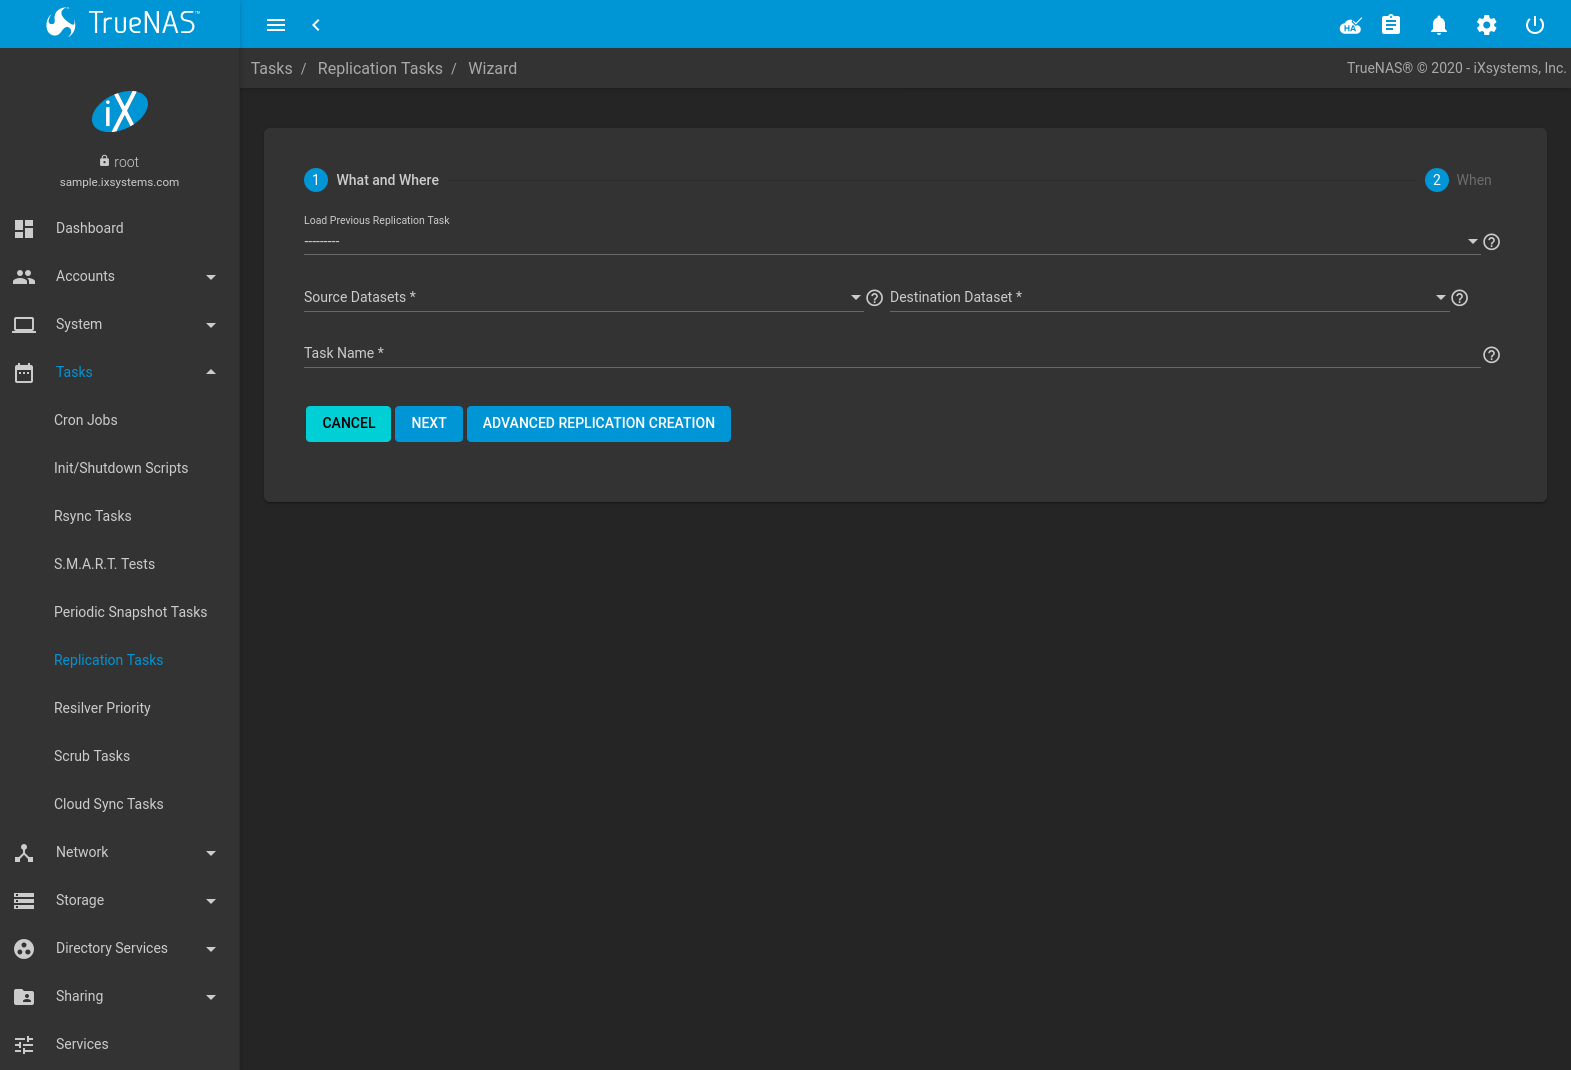 TrueNAS™
HA
Tasks / Replication Tasks / Wizard
TrueNAS® © 2020 - iXsystems, Inc.
iX
root
sample.ixsystems.com
Dashboard
Accounts
System
Tasks
Cron Jobs
Init/Shutdown Scripts
Rsync Tasks
S.M.A.R.T. Tests
Periodic Snapshot Tasks
Replication Tasks
Resilver Priority
Scrub Tasks
Cloud Sync Tasks
Network
Storage
Directory Services
Sharing
Services
1 What and Where
2 When
Load Previous Replication Task
---------
Source Datasets * Destination Dataset *
Task Name *
CANCEL NEXT ADVANCED REPLICATION CREATION